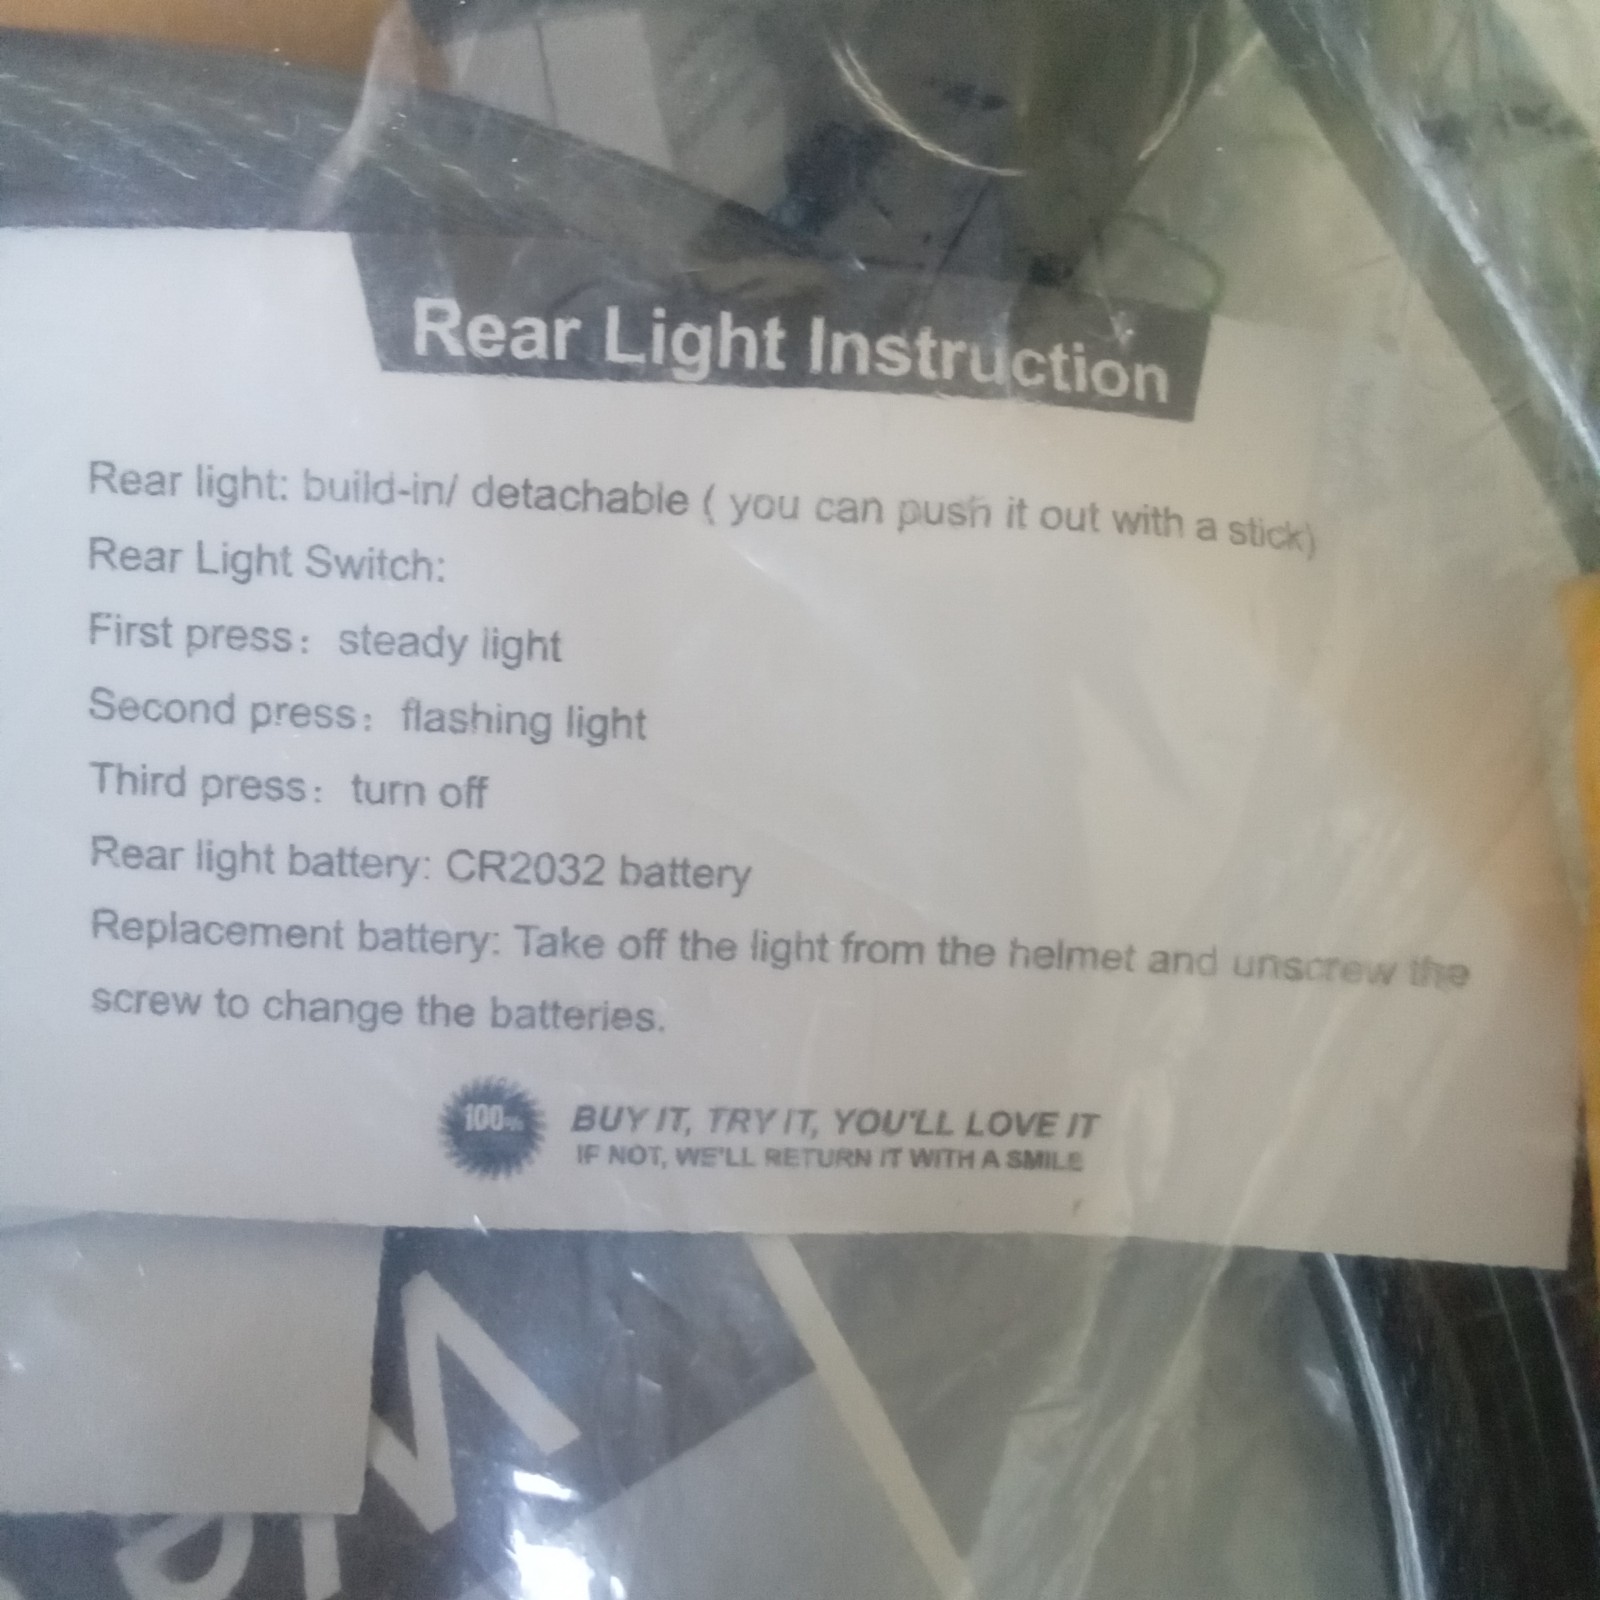 Rear Light Instruction
Rear light: build-in/ detachable ( you can push it out with a stick)
Rear Light Switch:
First press： steady light
Second press： flashing light
Third press： turn off
Rear light battery: CR2032 battery
Replacement battery: Take off the light from the helmet and unscrew the
screw to change the batteries.
100%
BUY IT, TRY IT, YOU'LL LOVE IT
IF NOT, WE'LL RETURN IT WITH A SMILE